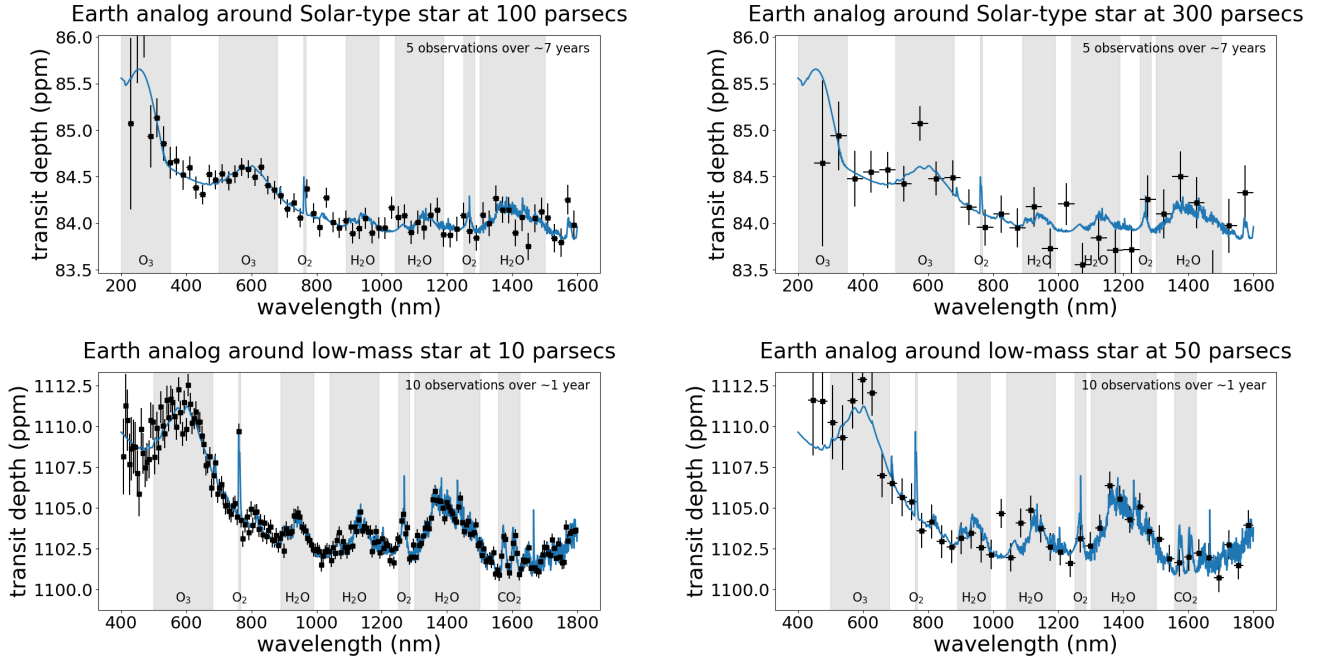 Earth analog around Solar-type star at 100 parsecs
5 observations over ~7 years
86.0
85.5
85.0
84.5
84.0
83.5
transit depth (ppm)
O₃ O₃ O₂ H₂O H₂O O₂ H₂O
200 400 600 800 1000 1200 1400 1600
wavelength (nm)
Earth analog around Solar-type star at 300 parsecs
5 observations over ~7 years
86.0
85.5
85.0
84.5
84.0
83.5
transit depth (ppm)
O₃ O₃ O₂ H₂O H₂O O₂ H₂O
200 400 600 800 1000 1200 1400 1600
wavelength (nm)
Earth analog around low-mass star at 10 parsecs
10 observations over ~1 year
1112.5
1110.0
1107.5
1105.0
1102.5
1100.0
transit depth (ppm)
O₃ O₂ H₂O H₂O O₂ H₂O CO₂
400 600 800 1000 1200 1400 1600 1800
wavelength (nm)
Earth analog around low-mass star at 50 parsecs
10 observations over ~1 year
1112.5
1110.0
1107.5
1105.0
1102.5
1100.0
transit depth (ppm)
O₃ O₂ H₂O H₂O O₂ H₂O CO₂
400 600 800 1000 1200 1400 1600 1800
wavelength (nm)